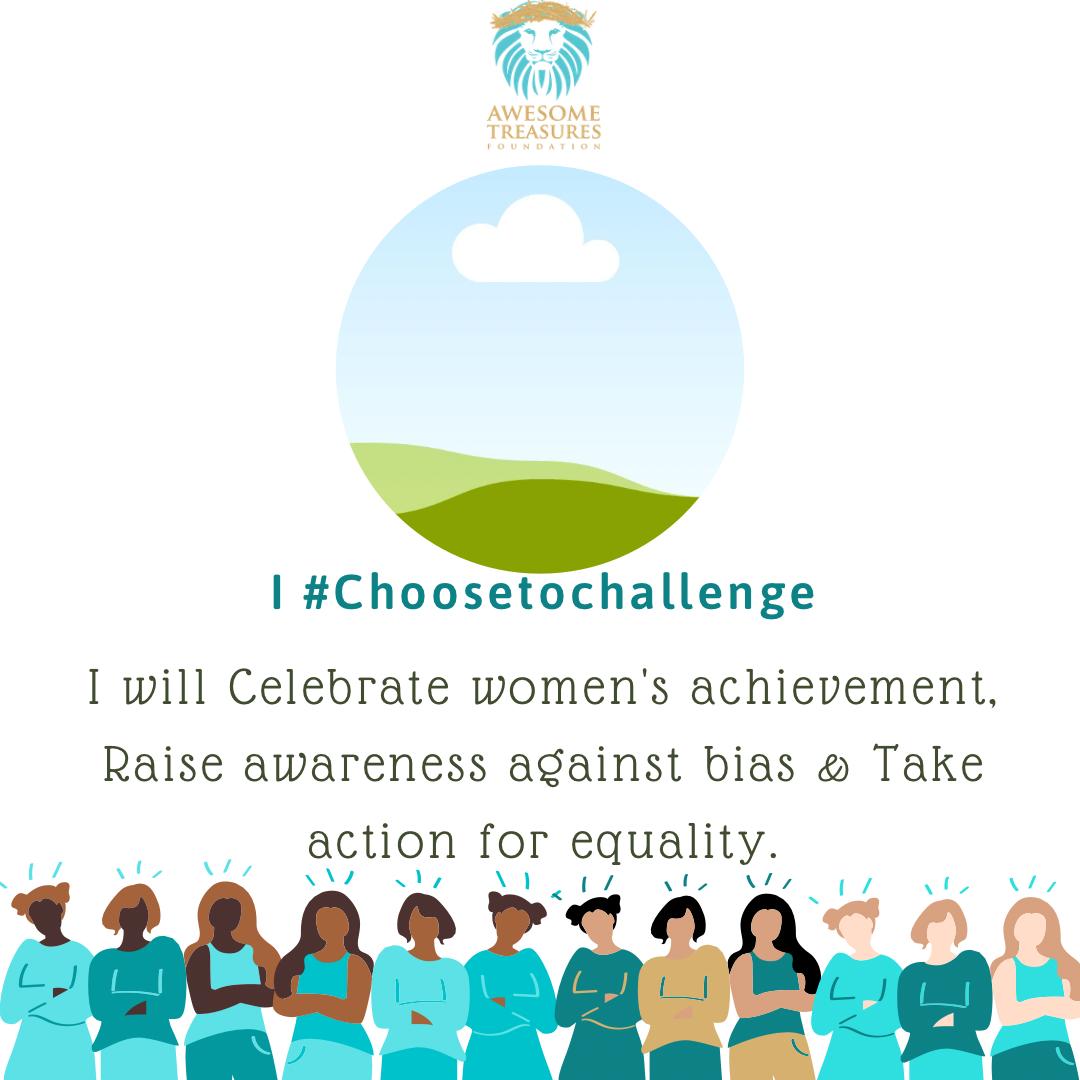 AWESOME
TREASURES
FOUNDATION
I #Choosetochallenge
I will Celebrate women's achievement,
Raise awareness against bias & Take
action for equality.